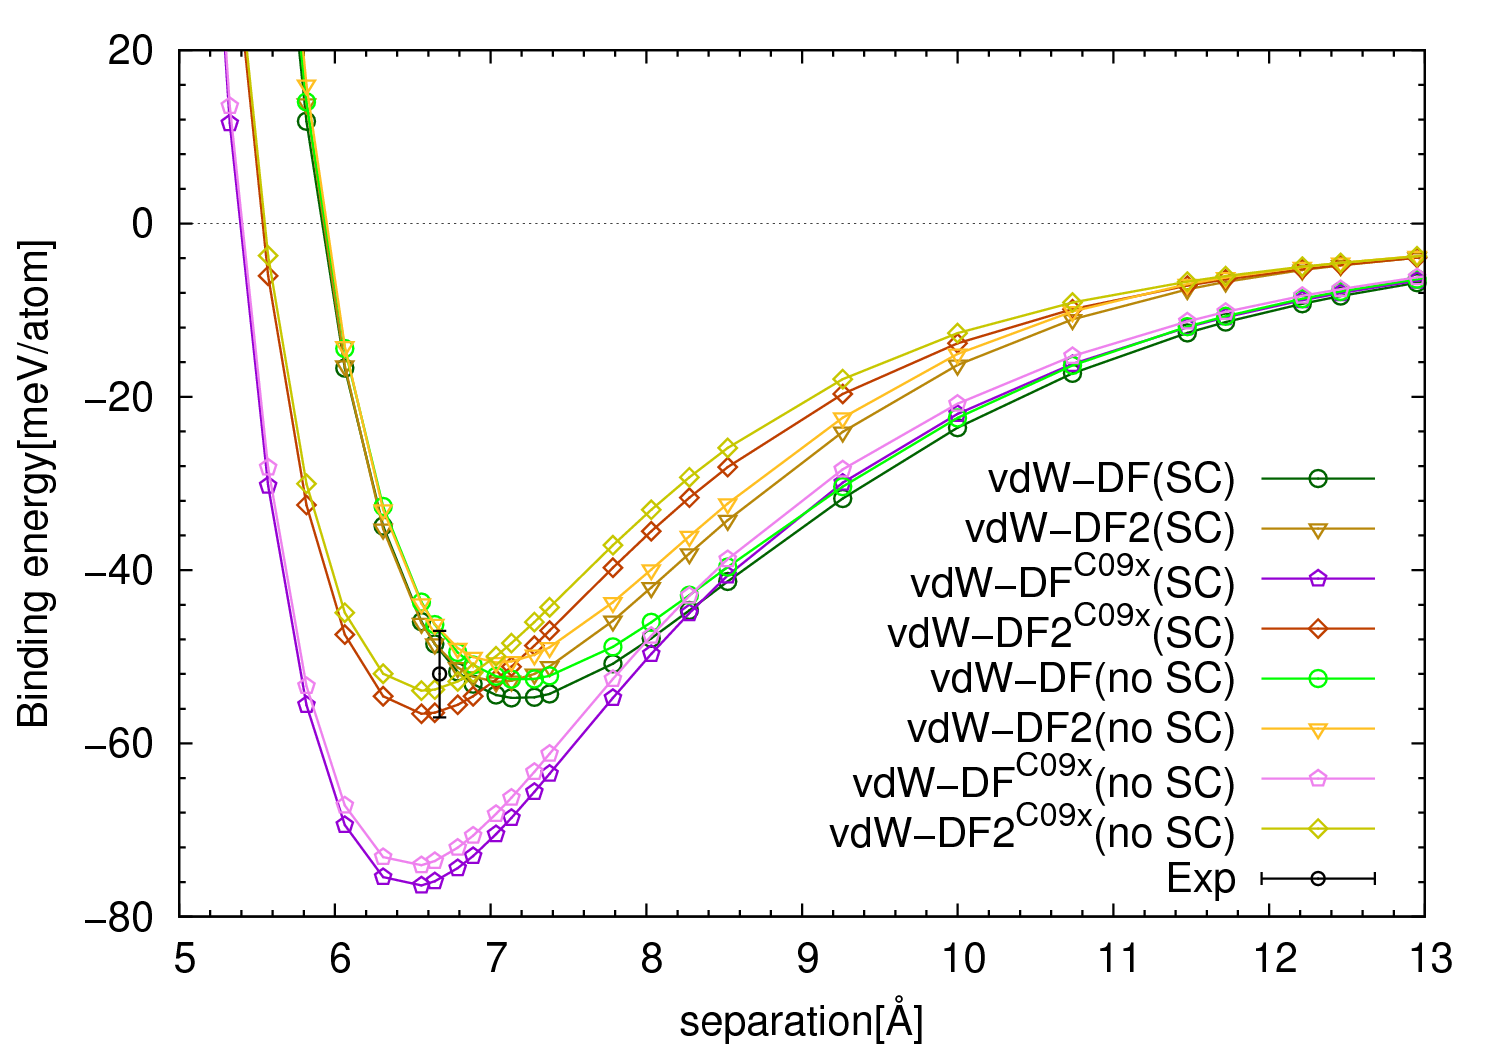 20
0
−20
−40
−60
−80
Binding energy[meV/atom]
vdW−DF(SC)
vdW−DF2(SC)
vdW−DF^C09x(SC)
vdW−DF2^C09x(SC)
vdW−DF(no SC)
vdW−DF2(no SC)
vdW−DF^C09x(no SC)
vdW−DF2^C09x(no SC)
Exp
5 6 7 8 9 10 11 12 13
separation[Å]